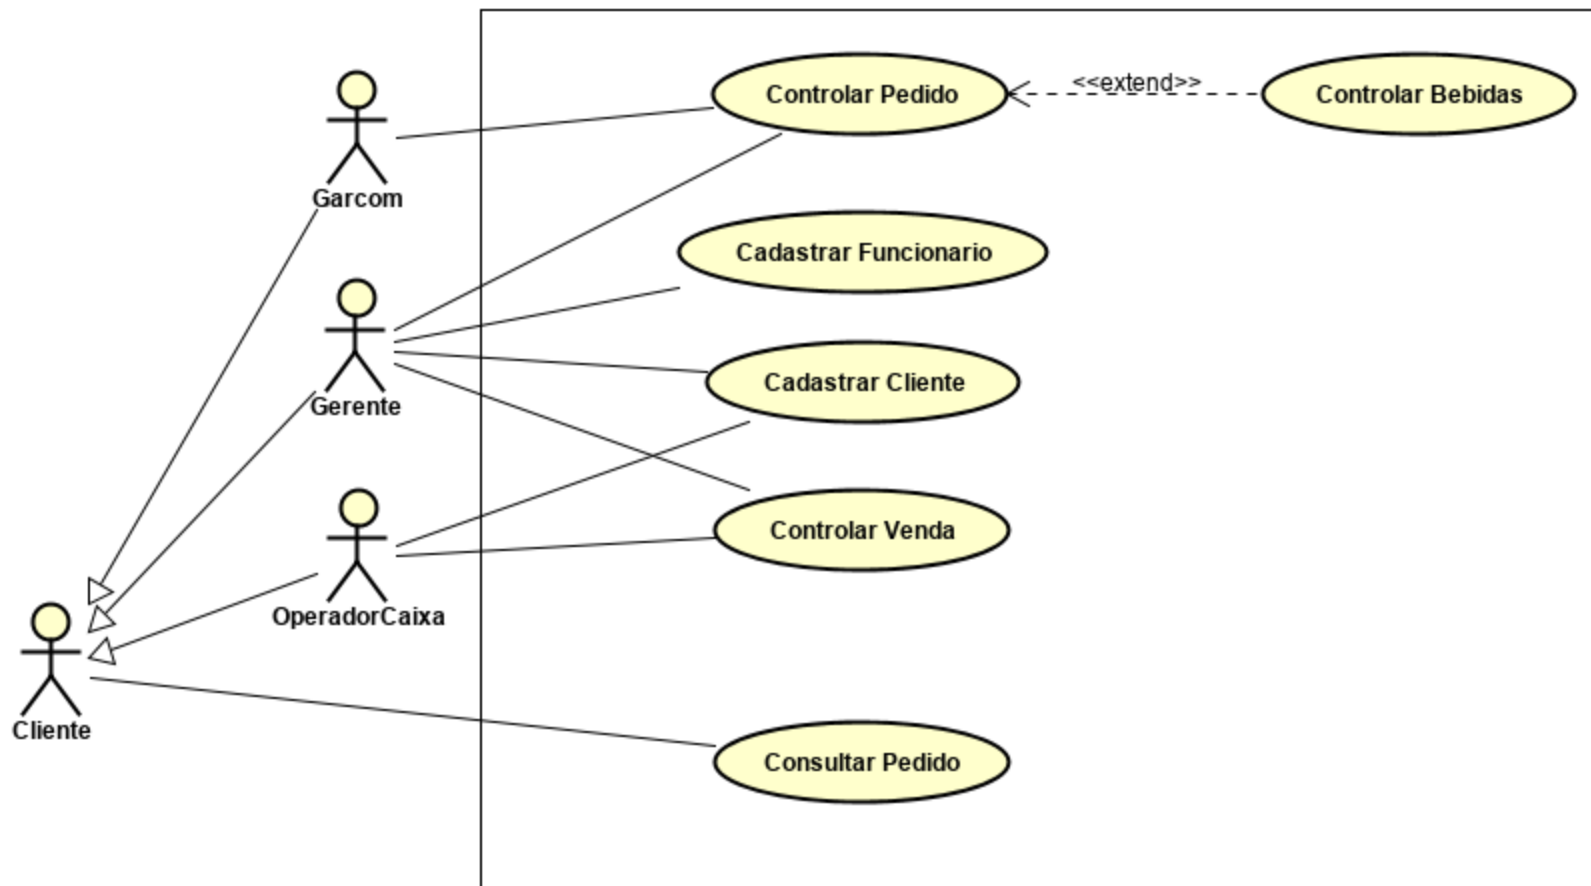 Controlar Pedido
<<extend>>
Controlar Bebidas
Garcom
Cadastrar Funcionario
Gerente
Cadastrar Cliente
Controlar Venda
OperadorCaixa
Cliente
Consultar Pedido